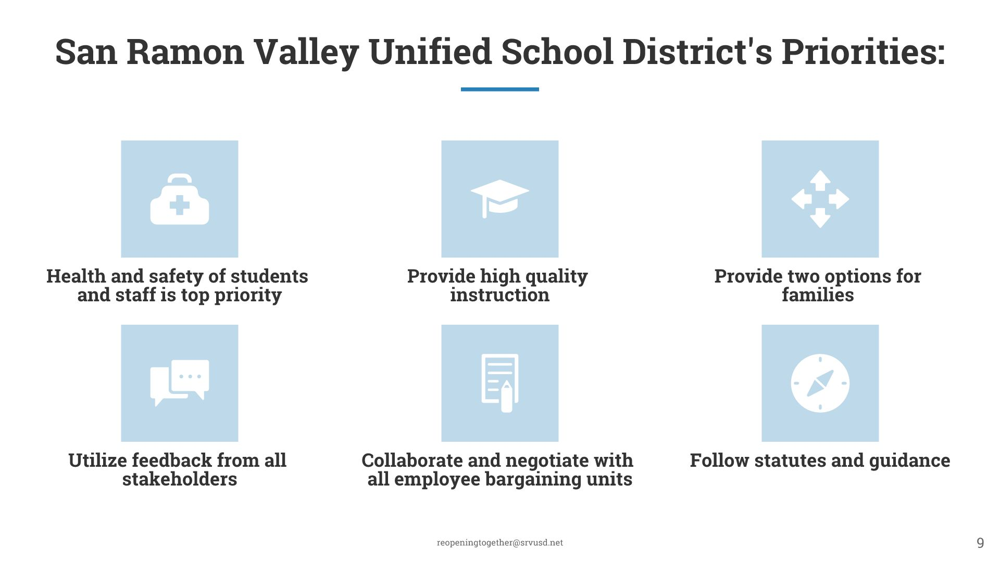 San Ramon Valley Unified School District's Priorities:
Health and safety of students
and staff is top priority
Provide high quality
instruction
Provide two options for
families
Utilize feedback from all
stakeholders
Collaborate and negotiate with
all employee bargaining units
Follow statutes and guidance
reopeningtogether@srvusd.net
9